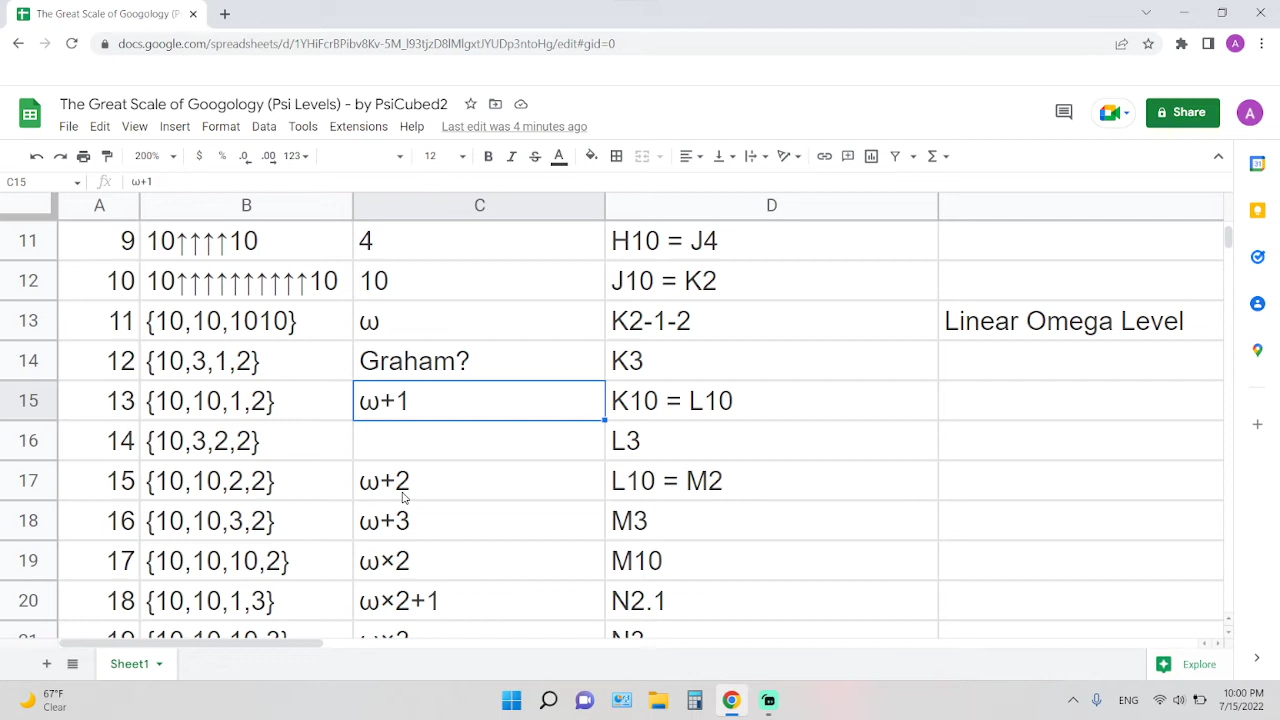 The Great Scale of Googology (P
docs.google.com/spreadsheets/d/1YHiFcrBPlbv8Kv-5M_l93tjzD8lMlgxtJYUDp3ntoHg/edit#gid=0
A
The Great Scale of Googology (Psi Levels) - by PsiCubed2
File Edit View Insert Format Data Tools Extensions Help Last edit was 4 minutes ago
Share
A
200% $ % .0 .00 123 12 B I S A
C15 fx ω+1
A B C D
11 9 10↑↑↑↑10 4 H10 = J4
12 10 10↑↑↑↑↑↑↑↑↑↑10 10 J10 = K2
13 11 {10,10,1010} ω K2-1-2 Linear Omega Level
14 12 {10,3,1,2} Graham? K3
15 13 {10,10,1,2} ω+1 K10 = L10
16 14 {10,3,2,2} L3
17 15 {10,10,2,2} ω+2 L10 = M2
18 16 {10,10,3,2} ω+3 M3
19 17 {10,10,10,2} ω×2 M10
20 18 {10,10,1,3} ω×2+1 N2.1
Sheet1
Explore
67°F
Clear
ENG
10:00 PM
7/15/2022